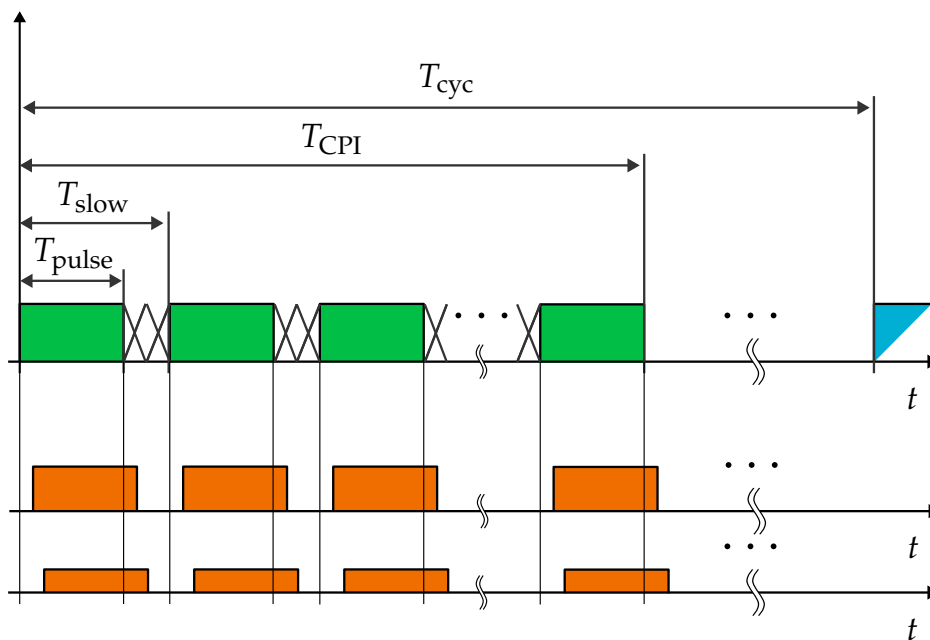 T_cyc
T_CPI
T_slow
T_pulse
. . .
. . .
t
. . .
t
. . .
t